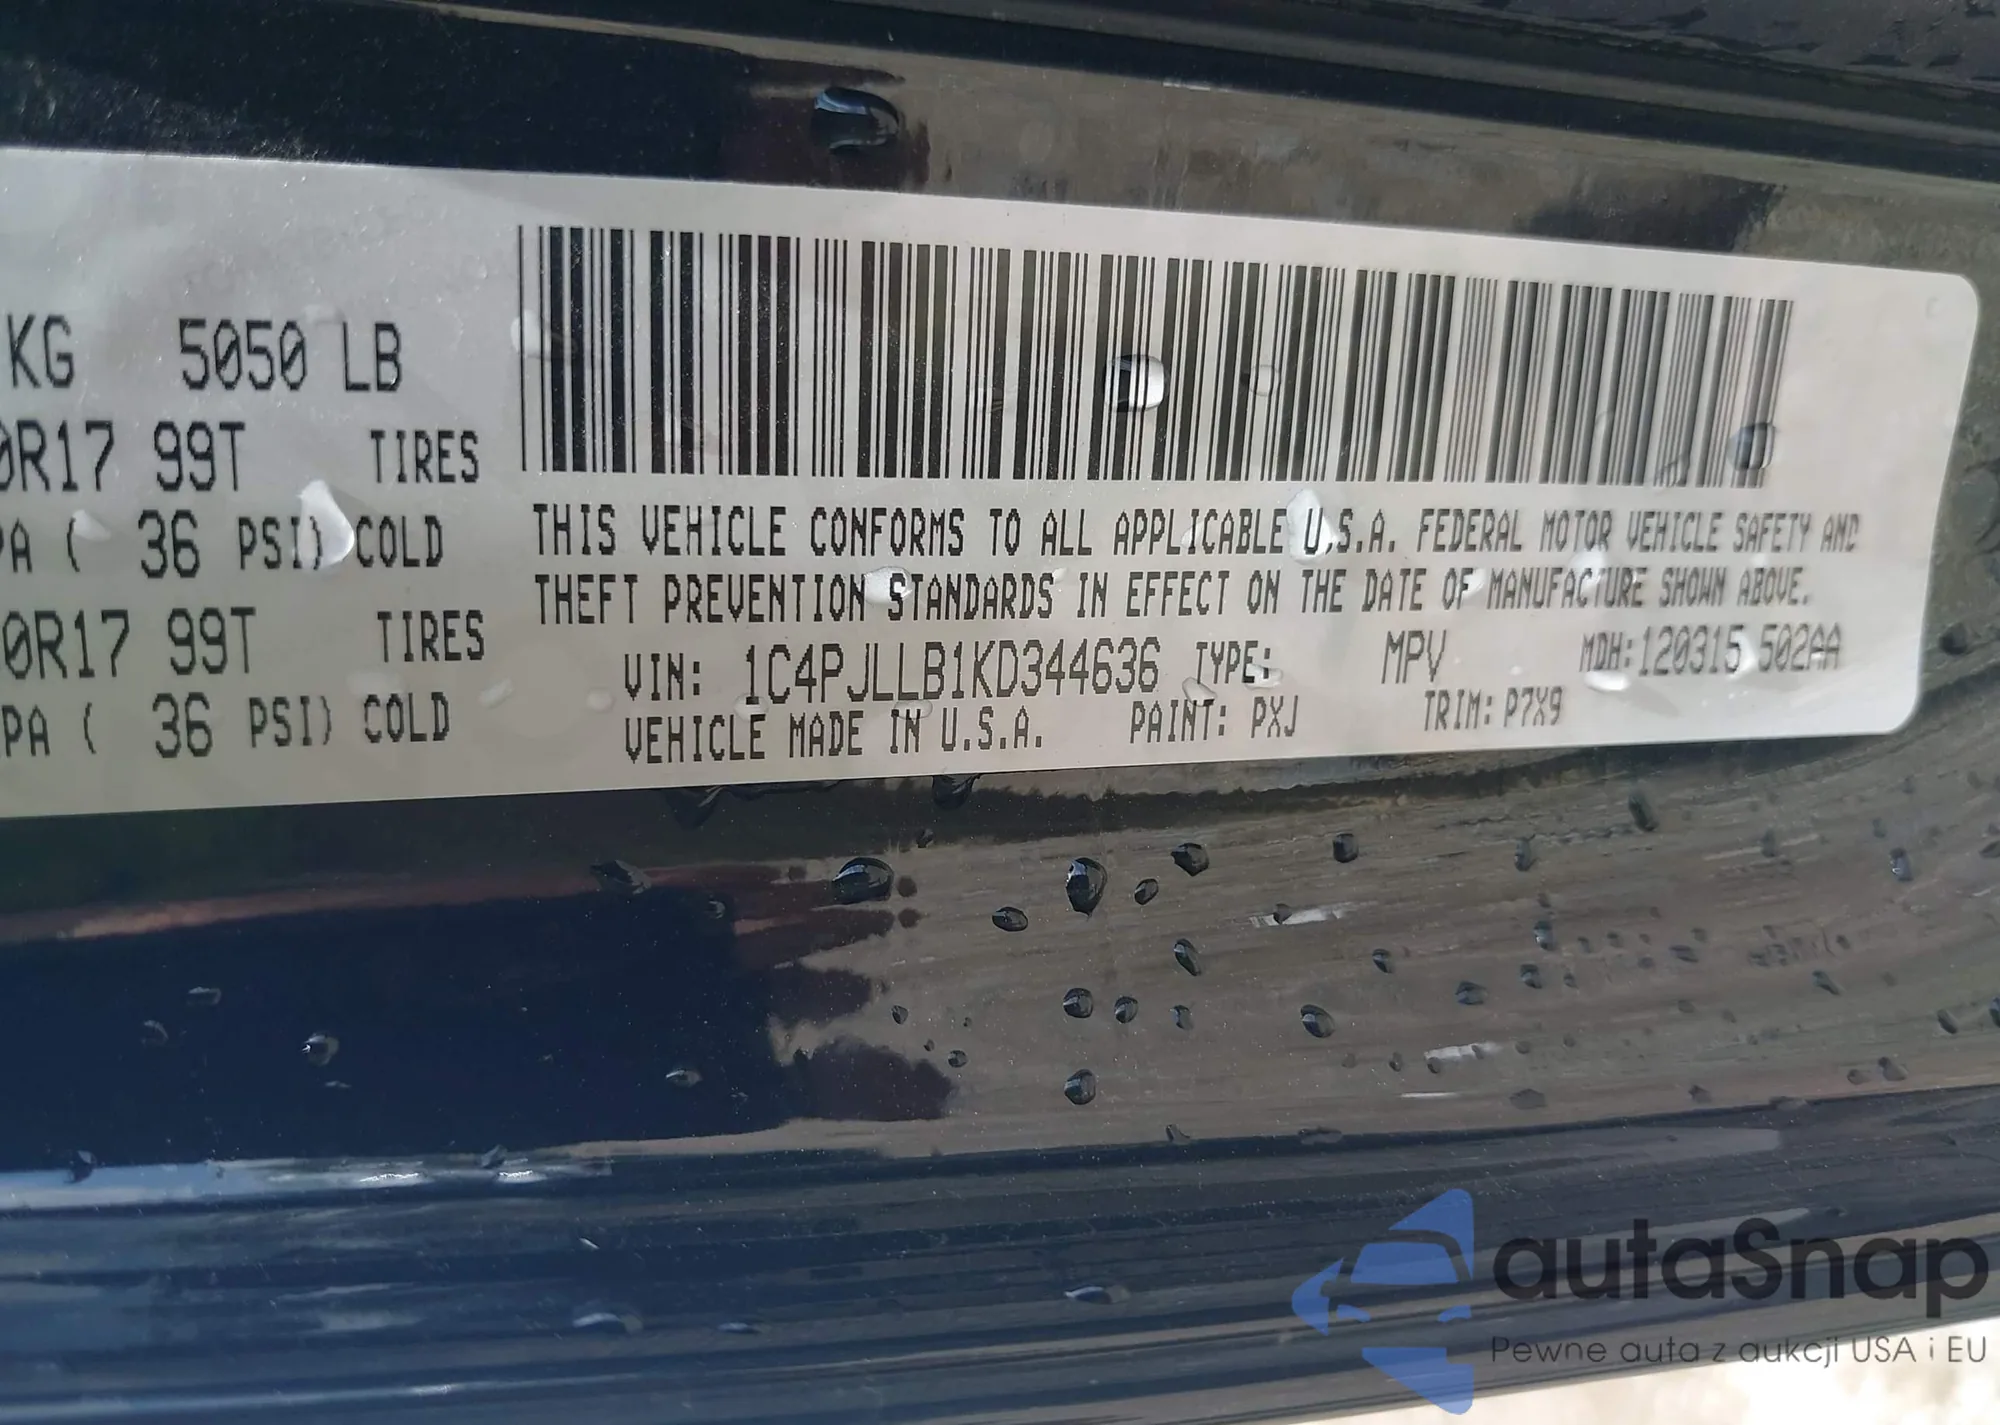 KG 5050 LB
0R17 99T TIRES
PA ( 36 PSI) COLD
0R17 99T TIRES
PA ( 36 PSI) COLD
THIS VEHICLE CONFORMS TO ALL APPLICABLE U.S.A. FEDERAL MOTOR VEHICLE SAFETY AND
THEFT PREVENTION STANDARDS IN EFFECT ON THE DATE OF MANUFACTURE SHOWN ABOVE.
VIN: 1C4PJLLB1KD344636 TYPE: MPV MDH:120315 502AA
VEHICLE MADE IN U.S.A. PAINT: PXJ TRIM: P7X9
autaSnap
Pewne auta z aukcji USA i EU